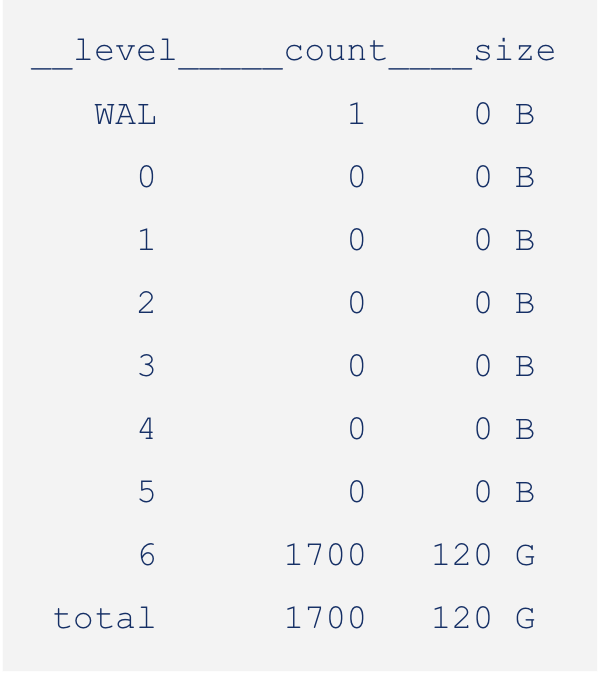 __level_____count____size
   WAL         1     0 B
     0         0     0 B
     1         0     0 B
     2         0     0 B
     3         0     0 B
     4         0     0 B
     5         0     0 B
     6      1700   120 G
 total      1700   120 G